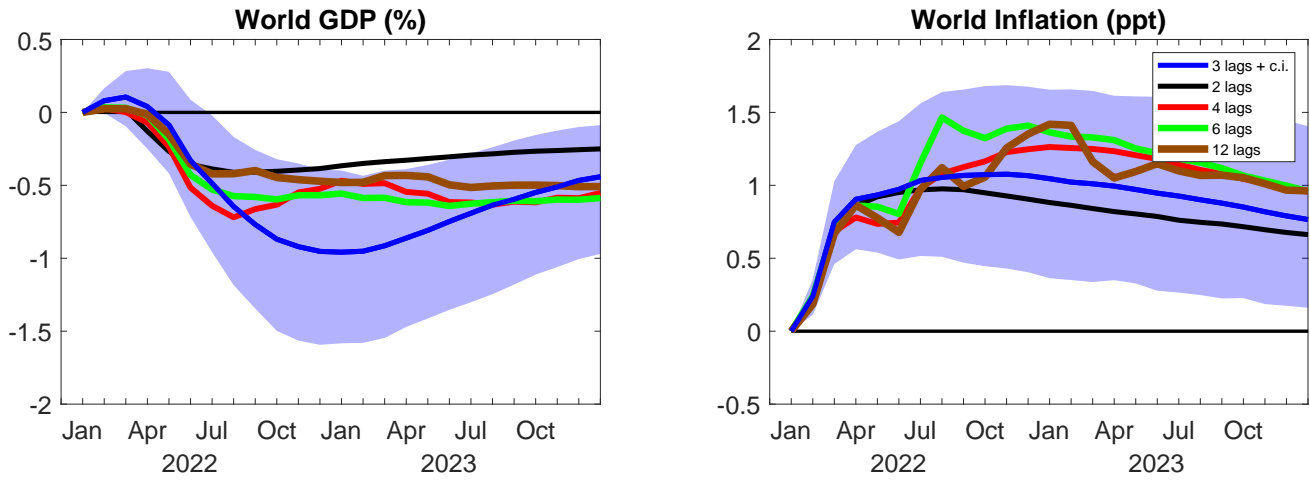 World GDP (%)
0.5
0
-0.5
-1
-1.5
-2
Jan Apr Jul Oct Jan Apr Jul Oct
2022 2023
World Inflation (ppt)
2
1.5
1
0.5
0
-0.5
Jan Apr Jul Oct Jan Apr Jul Oct
2022 2023
3 lags + c.i.
2 lags
4 lags
6 lags
12 lags